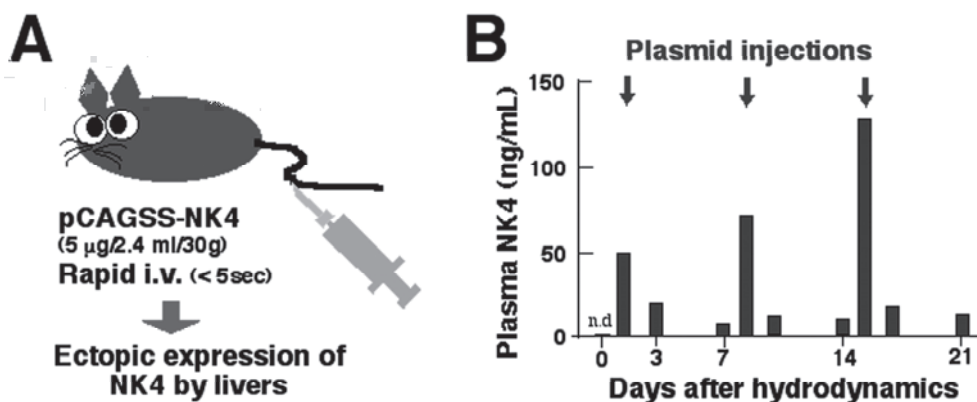 A
pCAGSS-NK4
(5 µg/2.4 ml/30g)
Rapid i.v. (< 5sec)
Ectopic expression of
NK4 by livers
B
Plasmid injections
Plasma NK4 (ng/mL)
150
100
50
0
n.d
0 3 7 14 21
Days after hydrodynamics